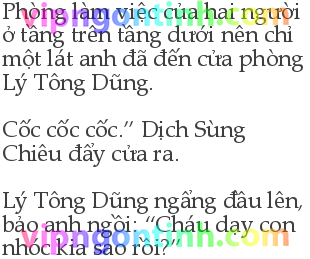 Phòng làm việc của hai người
ở tầng trên tầng dưới nên chỉ
một lát anh đã đến cửa phòng
Lý Tông Dũng.
Cốc cốc cốc.” Dịch Sùng
Chiêu đẩy cửa ra.
Lý Tông Dũng ngẩng đầu lên,
bảo anh ngồi: “Cháu dạy con
nhóc kia sao rồi?”
vipngontinh.com
vipngontinh.com